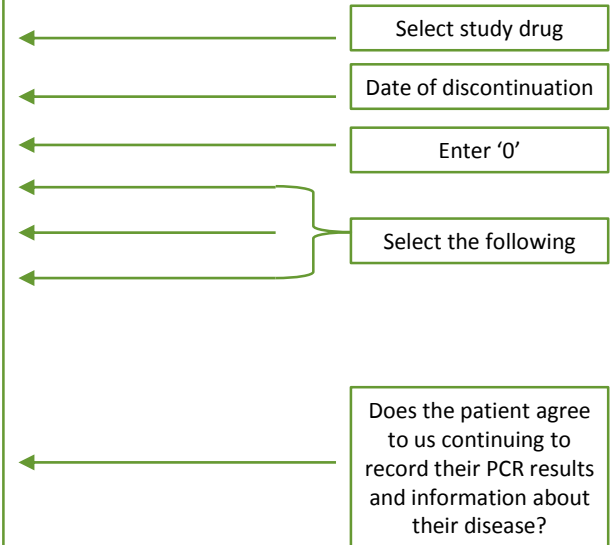 Select study drug
Date of discontinuation
Enter ‘0’
Select the following
Does the patient agree
to us continuing to
record their PCR results
and information about
their disease?